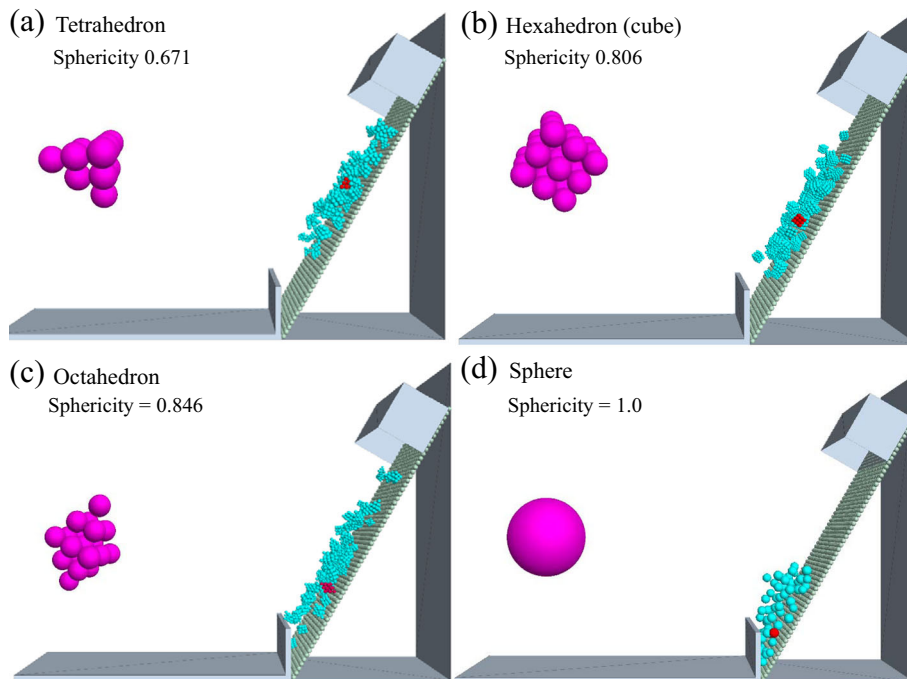 (a) Tetrahedron
Sphericity 0.671
(b) Hexahedron (cube)
Sphericity 0.806
(c) Octahedron
Sphericity = 0.846
(d) Sphere
Sphericity = 1.0